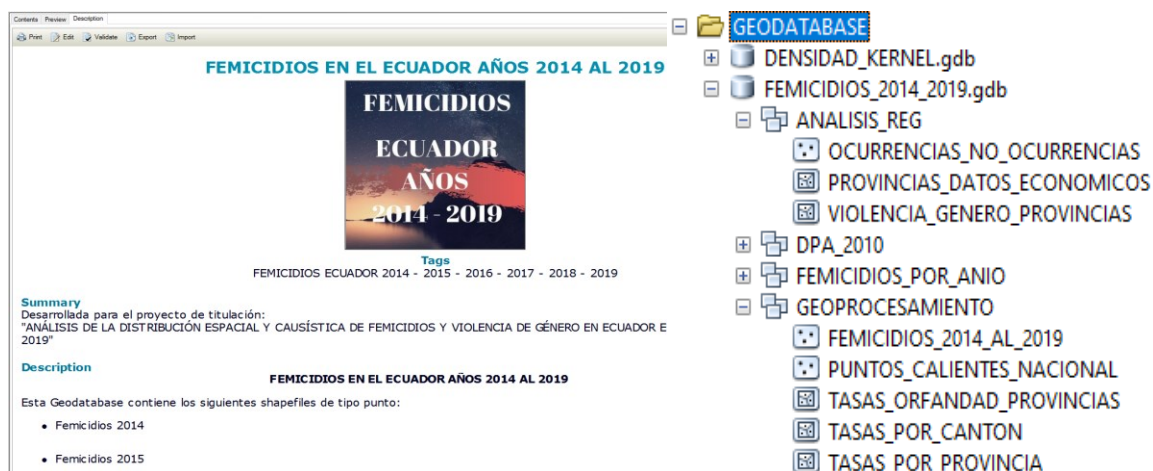 Contents Preview Description
Print Edit Validate Export Import
FEMICIDIOS EN EL ECUADOR AÑOS 2014 AL 2019
FEMICIDIOS
ECUADOR
AÑOS
2014 - 2019
Tags
FEMICIDIOS ECUADOR 2014 - 2015 - 2016 - 2017 - 2018 - 2019
Summary
Desarrollada para el proyecto de titulación:
"ANÁLISIS DE LA DISTRIBUCIÓN ESPACIAL Y CAUSÍSTICA DE FEMICIDIOS Y VIOLENCIA DE GÉNERO EN ECUADOR E
2019"
Description
FEMICIDIOS EN EL ECUADOR AÑOS 2014 AL 2019
Esta Geodatabase contiene los siguientes shapefiles de tipo punto:
• Femicidios 2014
• Femicidios 2015
GEODATABASE
DENSIDAD_KERNEL.gdb
FEMICIDIOS_2014_2019.gdb
ANALISIS_REG
OCURRENCIAS_NO_OCURRENCIAS
PROVINCIAS_DATOS_ECONOMICOS
VIOLENCIA_GENERO_PROVINCIAS
DPA_2010
FEMICIDIOS_POR_ANIO
GEOPROCESAMIENTO
FEMICIDIOS_2014_AL_2019
PUNTOS_CALIENTES_NACIONAL
TASAS_ORFANDAD_PROVINCIAS
TASAS_POR_CANTON
TASAS_POR_PROVINCIA